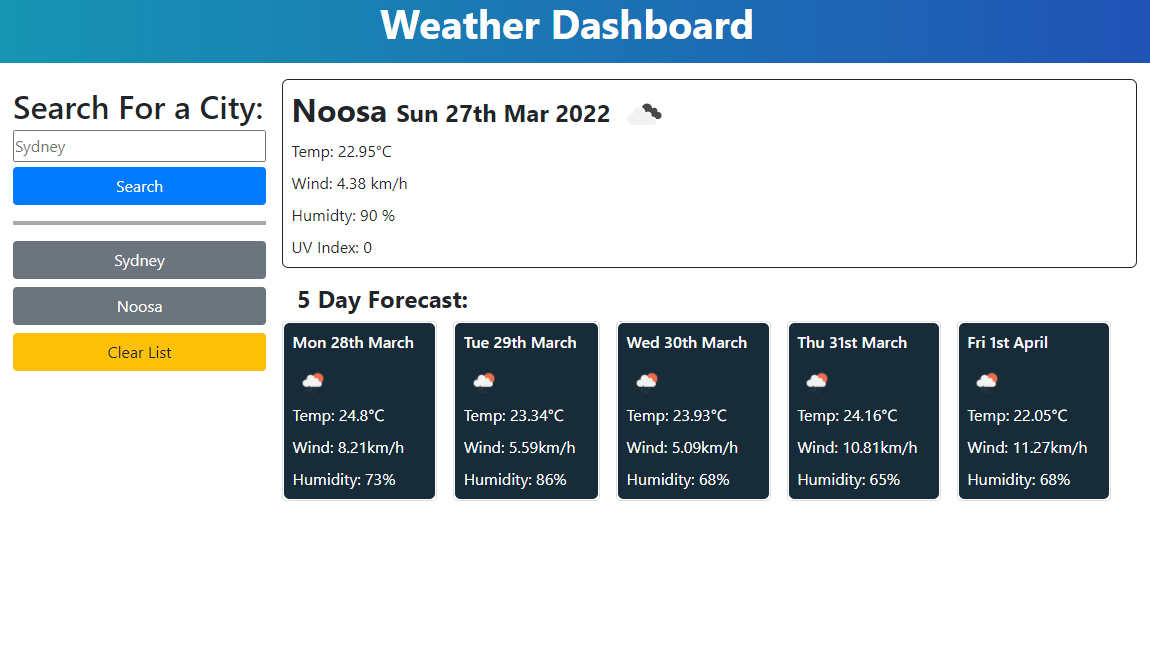 Weather Dashboard
Search For a City:
Sydney
Search
Sydney
Noosa
Clear List
Noosa Sun 27th Mar 2022
Temp: 22.95°C
Wind: 4.38 km/h
Humidty: 90 %
UV Index: 0
5 Day Forecast:
Mon 28th March
Temp: 24.8°C
Wind: 8.21km/h
Humidity: 73%
Tue 29th March
Temp: 23.34°C
Wind: 5.59km/h
Humidity: 86%
Wed 30th March
Temp: 23.93°C
Wind: 5.09km/h
Humidity: 68%
Thu 31st March
Temp: 24.16°C
Wind: 10.81km/h
Humidity: 65%
Fri 1st April
Temp: 22.05°C
Wind: 11.27km/h
Humidity: 68%